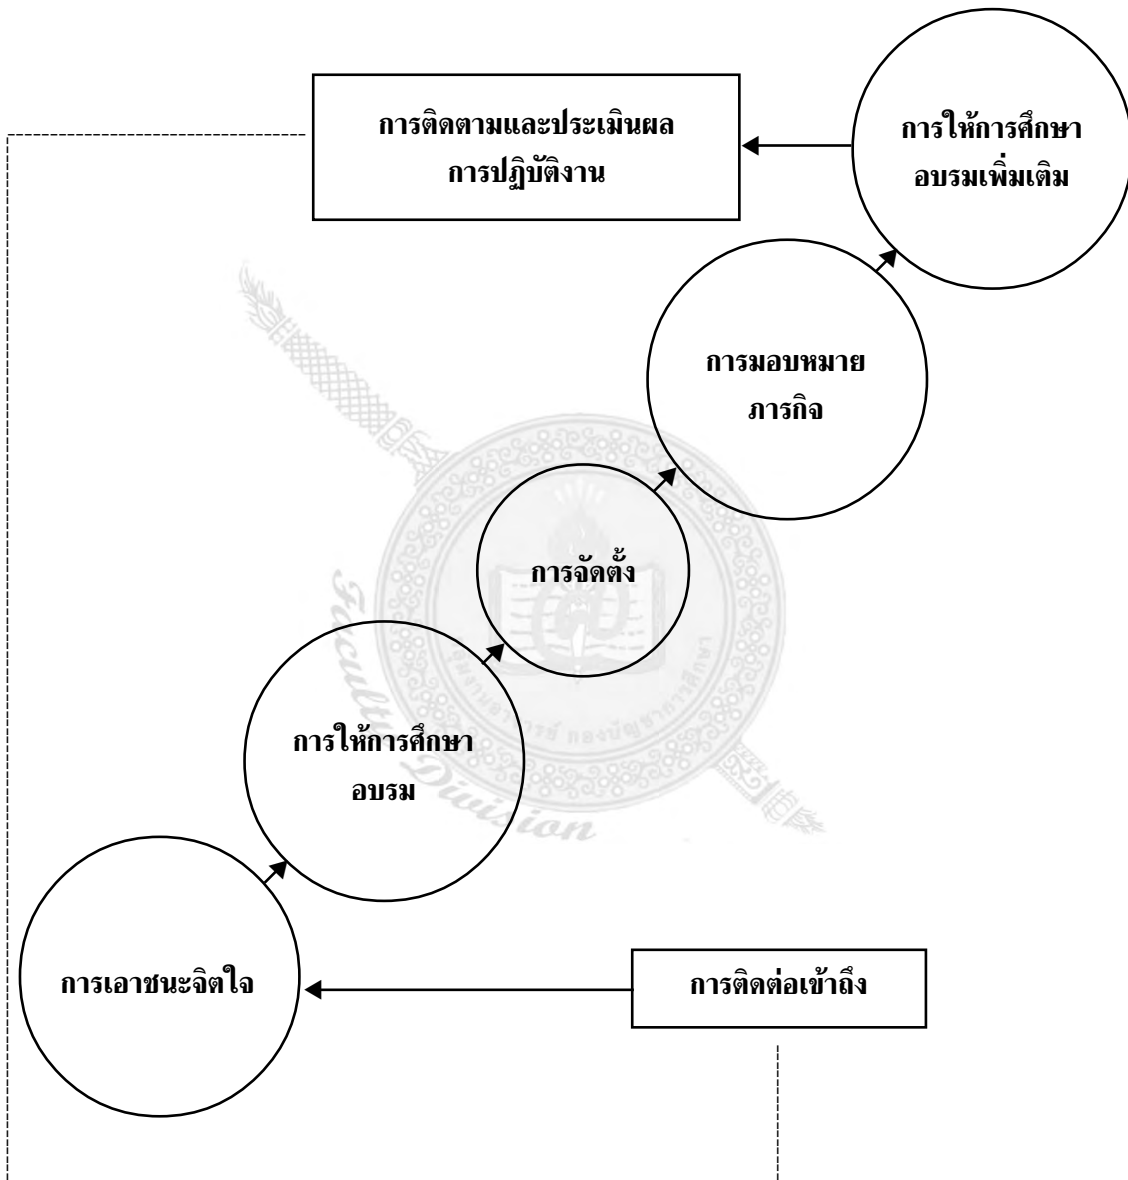 การให้การศึกษา
อบรมเพิ่มเติม
การติดตามและประเมินผล
การปฏิบัติงาน
การมอบหมาย
ภารกิจ
การจัดตั้ง
การให้การศึกษา
อบรม
การเอาชนะจิตใจ
การติดต่อเข้าถึง
Faculty Division